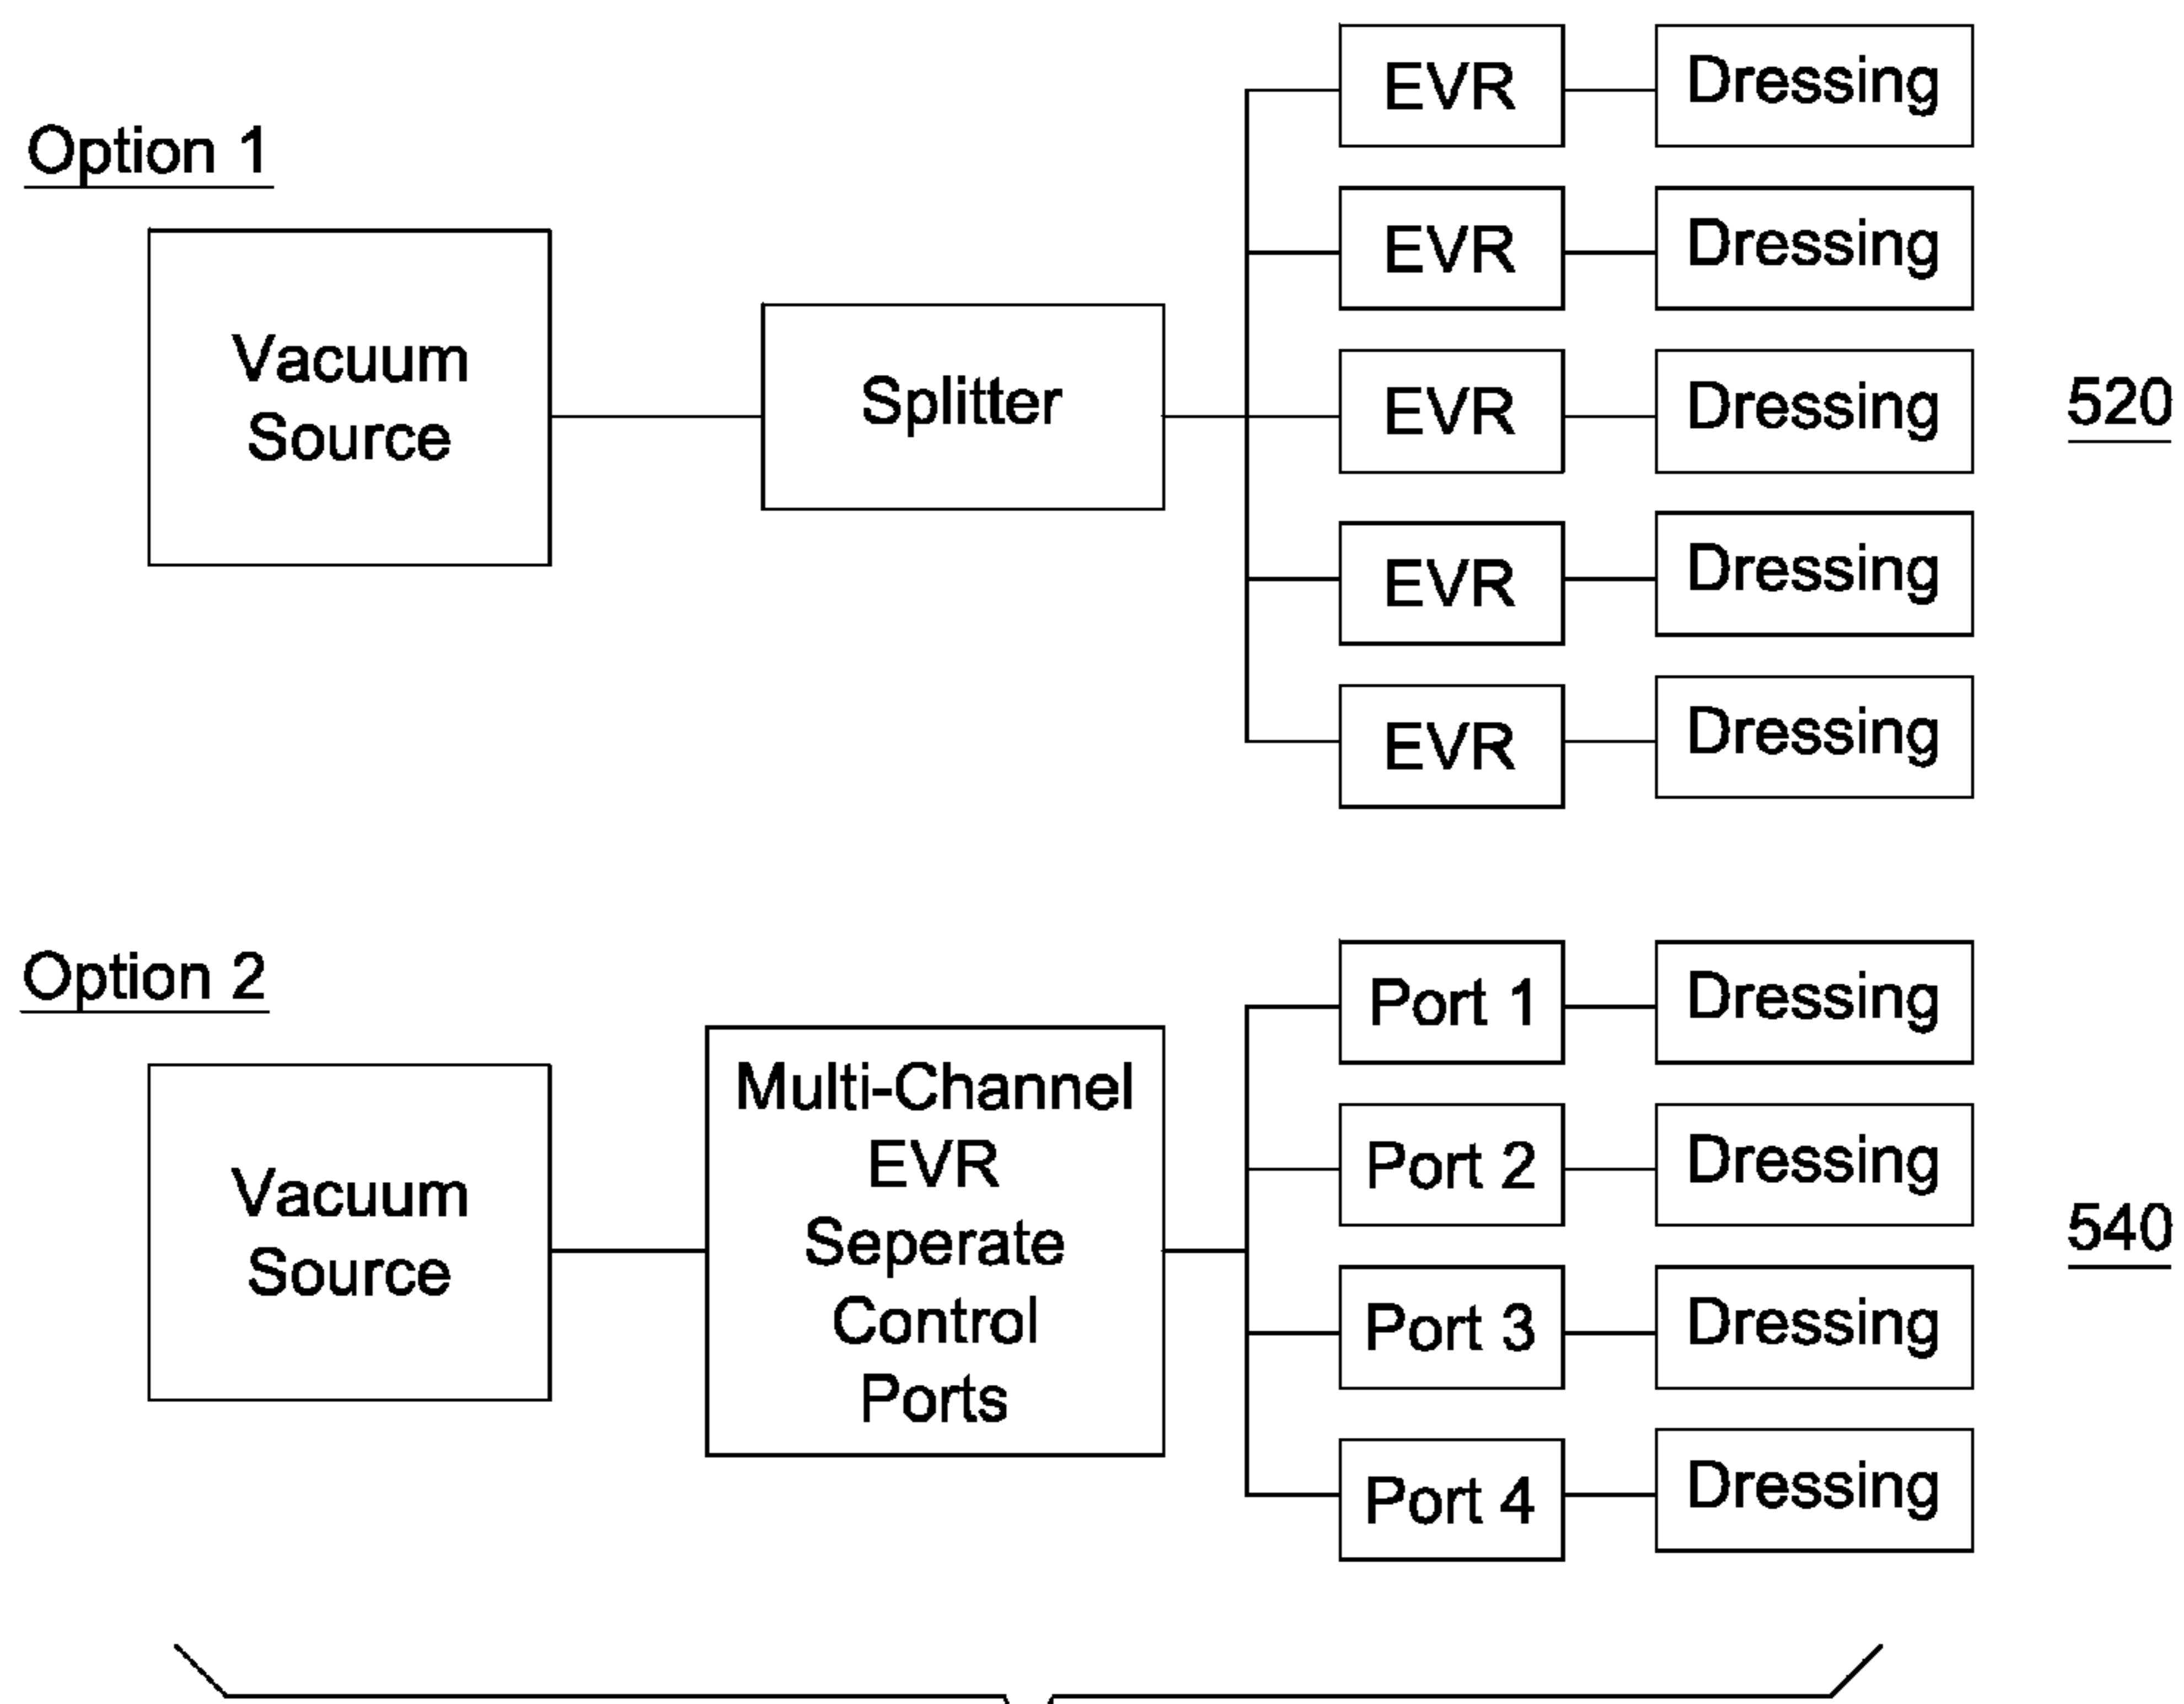 Option 1
Vacuum
Source
Splitter
EVR
Dressing
EVR
Dressing
EVR
Dressing
EVR
Dressing
EVR
Dressing
520
Option 2
Vacuum
Source
Multi-Channel
EVR
Seperate
Control
Ports
Port 1
Dressing
Port 2
Dressing
Port 3
Dressing
Port 4
Dressing
540